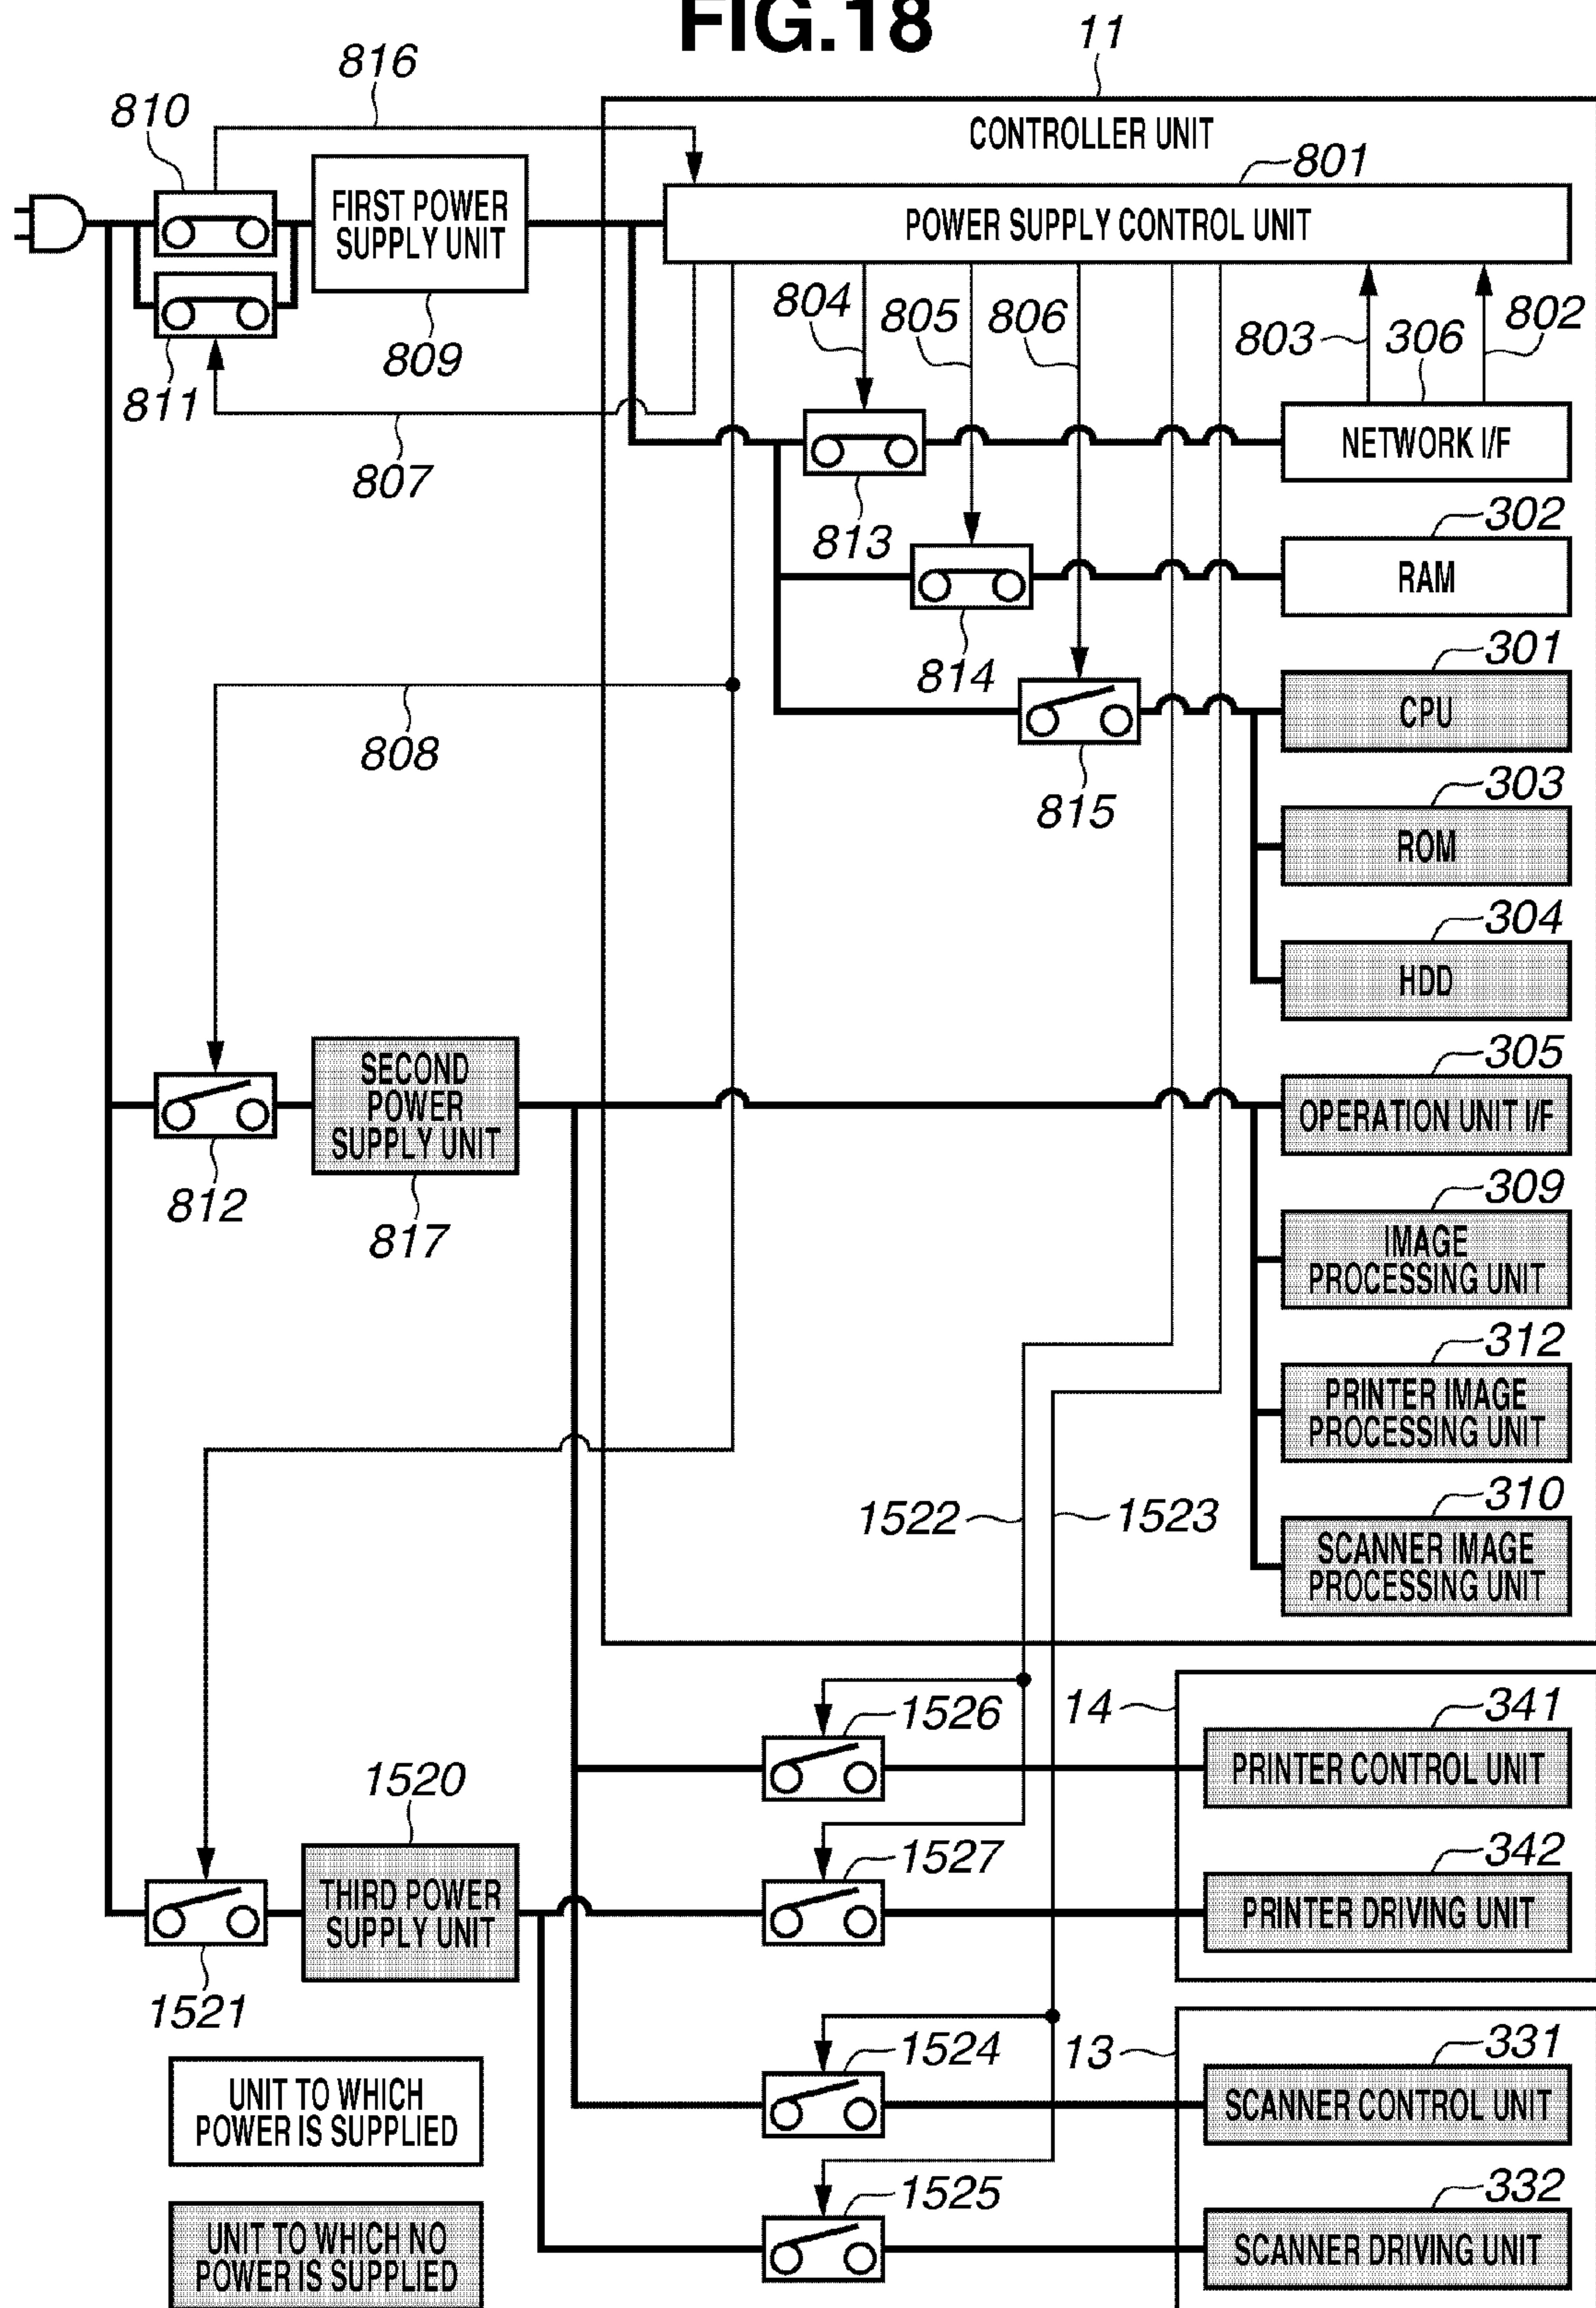 FIG.18
11
816
810
CONTROLLER UNIT
801
FIRST POWER
SUPPLY UNIT
POWER SUPPLY CONTROL UNIT
809
811
807
804
805
806
803
306
802
NETWORK I/F
813
302
RAM
814
301
CPU
808
815
303
ROM
304
HDD
SECOND
POWER
SUPPLY UNIT
812
817
305
OPERATION UNIT I/F
309
IMAGE
PROCESSING UNIT
312
PRINTER IMAGE
PROCESSING UNIT
1522
1523
310
SCANNER IMAGE
PROCESSING UNIT
1526
14
341
PRINTER CONTROL UNIT
1520
THIRD POWER
SUPPLY UNIT
1521
1527
342
PRINTER DRIVING UNIT
1524
13
331
SCANNER CONTROL UNIT
1525
332
SCANNER DRIVING UNIT
UNIT TO WHICH
POWER IS SUPPLIED
UNIT TO WHICH NO
POWER IS SUPPLIED